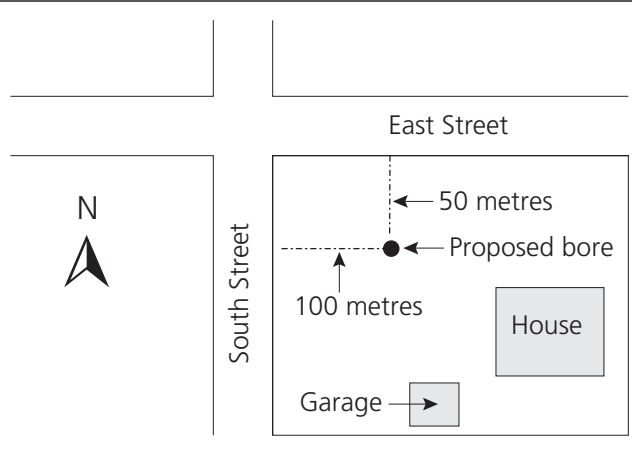 East Street
N
50 metres
South Street
Proposed bore
100 metres
House
Garage